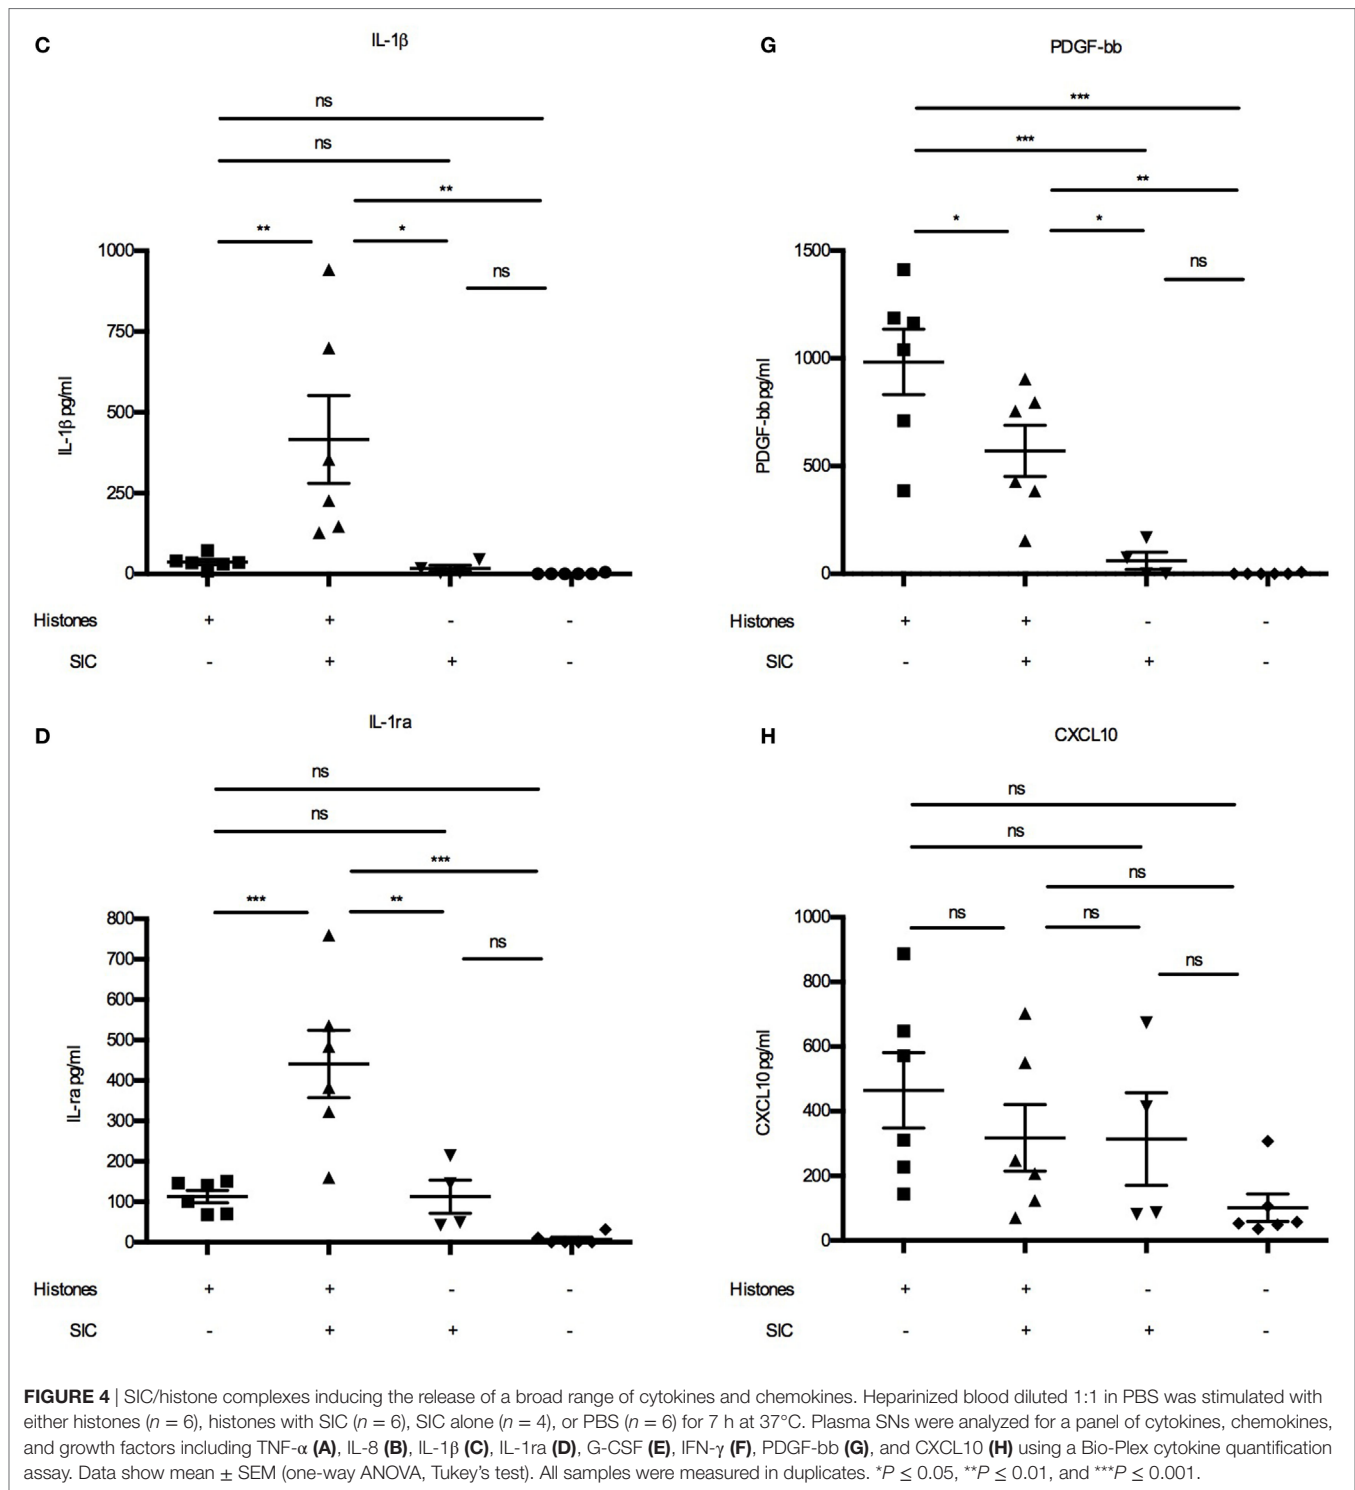 C
IL-1β
ns
ns
**
** *
ns
1000
750
500
250
0
IL-1β pg/ml
Histones + + - -
SIC - + + -
G
PDGF-bb
***
***
**
* *
ns
1500
1000
500
0
PDGF-bb pg/ml
Histones + + - -
SIC - + + -
D
IL-1ra
ns
ns
***
*** **
ns
800
700
600
500
400
300
200
100
0
IL-ra pg/ml
Histones + + - -
SIC - + + -
H
CXCL10
ns
ns
ns
ns ns
ns
1000
800
600
400
200
0
CXCL10 pg/ml
Histones + + - -
SIC - + + -
FIGURE 4 | SIC/histone complexes inducing the release of a broad range of cytokines and chemokines. Heparinized blood diluted 1:1 in PBS was stimulated with
either histones (n = 6), histones with SIC (n = 6), SIC alone (n = 4), or PBS (n = 6) for 7 h at 37°C. Plasma SNs were analyzed for a panel of cytokines, chemokines,
and growth factors including TNF-α (A), IL-8 (B), IL-1β (C), IL-1ra (D), G-CSF (E), IFN-γ (F), PDGF-bb (G), and CXCL10 (H) using a Bio-Plex cytokine quantification
assay. Data show mean ± SEM (one-way ANOVA, Tukey's test). All samples were measured in duplicates. *P ≤ 0.05, **P ≤ 0.01, and ***P ≤ 0.001.